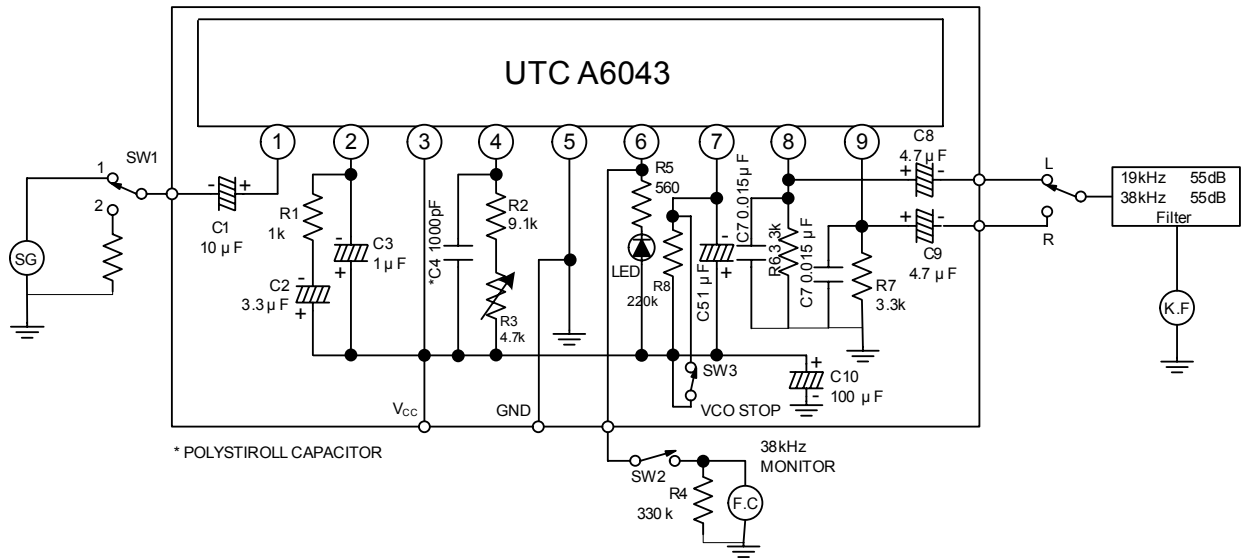 UTC A6043
1
2
3
4
5
6
7
8
9
SW1
1
2
SG
C1
10 µF
R1
1k
C2
3.3µF
C3
1µF
*C4 1000pF
R2
9.1k
R3
4.7k
R5
560
LED
220k
R8
C51 µF
C7 0.015µF
R6 3.3k
C7 0.015 µF
R7
3.3k
C8
4.7µF
C9
4.7µF
L
R
19kHz 55dB
38kHz 55dB
Filter
K.F
SW3
VCO STOP
C10
100 µF
VCC
GND
* POLYSTIROLL CAPACITOR
SW2
R4
330 k
38kHz
MONITOR
F.C
- +
-
+
-
+
-
+
+ -
+ -
+
-